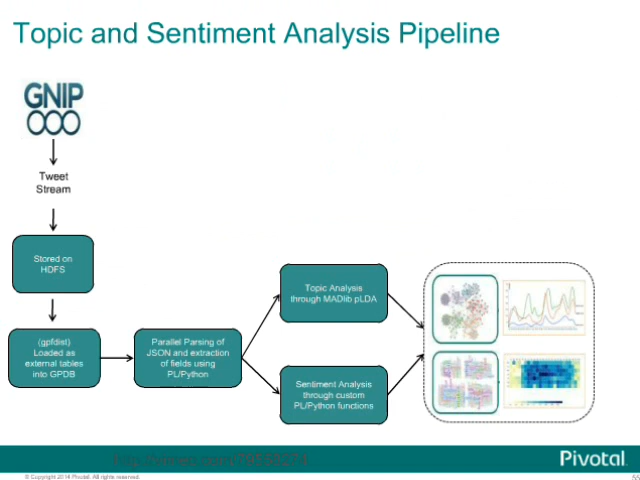 Topic and Sentiment Analysis Pipeline
GNIP
Tweet
Stream
Stored on
HDFS
(gpfdist)
Loaded as
external tables
into GPDB
Parallel Parsing of
JSON and extraction
of fields using
PL/Python
Topic Analysis
through MADlib pLDA
Sentiment Analysis
through custom
PL/Python functions
Pivotal.
© Copyright 2014 Pivotal. All rights reserved.